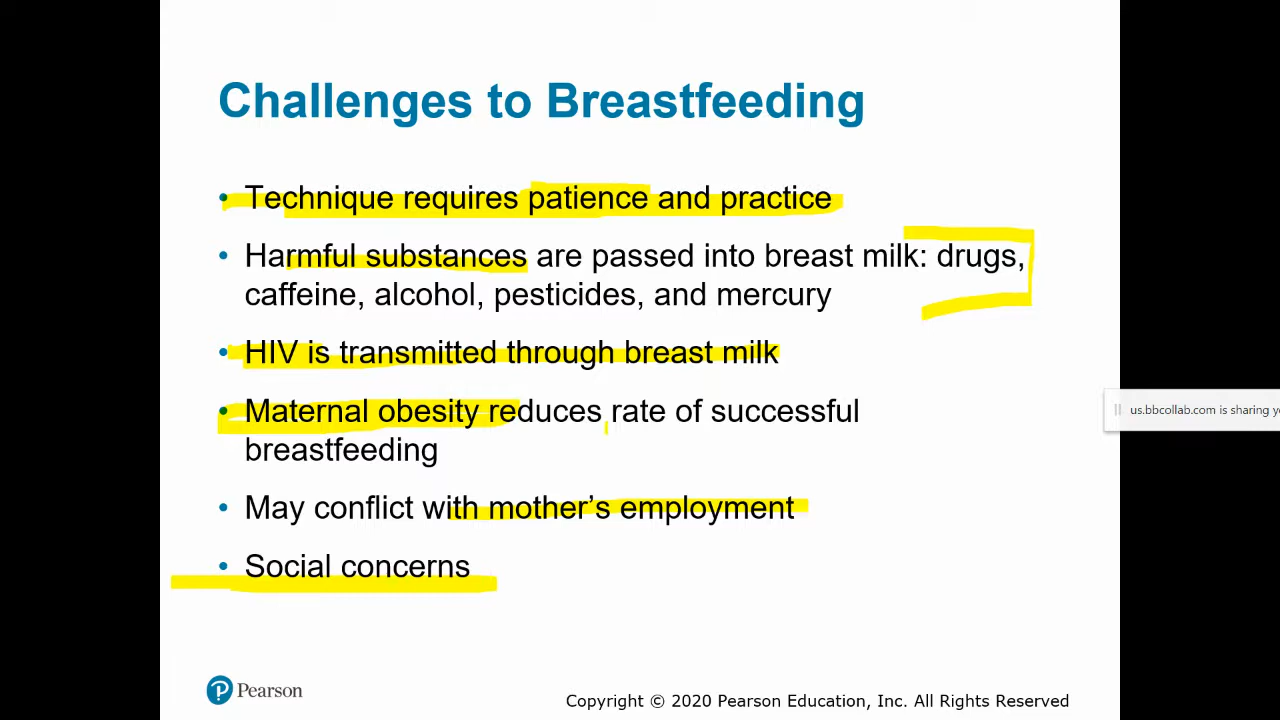 Challenges to Breastfeeding
• Technique requires patience and practice
• Harmful substances are passed into breast milk: drugs,
caffeine, alcohol, pesticides, and mercury
• HIV is transmitted through breast milk
• Maternal obesity reduces rate of successful
breastfeeding
|| us.bbcollab.com is sharing
• May conflict with mother's employment
• Social concerns
Pearson
Copyright © 2020 Pearson Education, Inc. All Rights Reserved